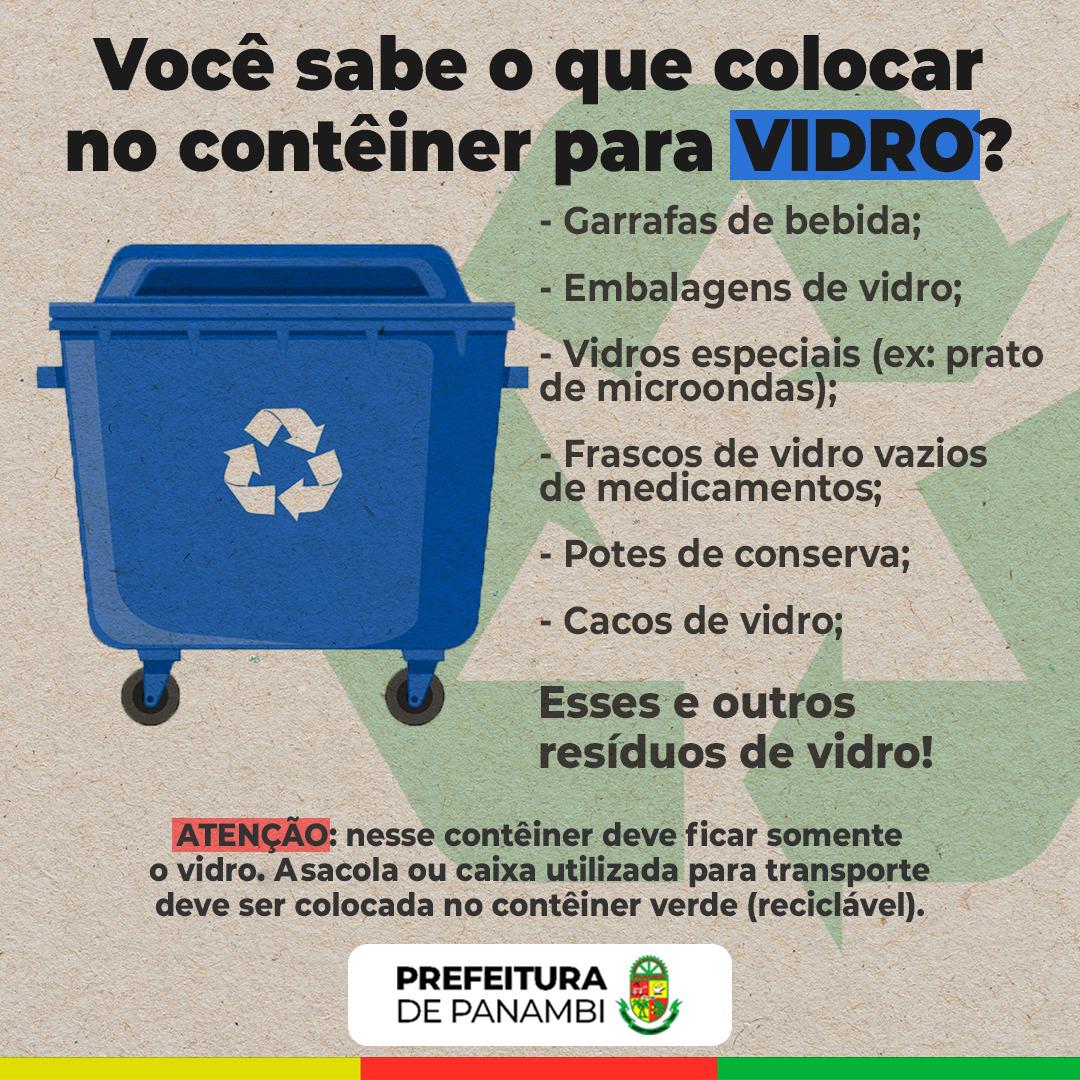 Você sabe o que colocar
no contêiner para VIDRO?
- Garrafas de bebida;
- Embalagens de vidro;
- Vidros especiais (ex: prato
de microondas);
- Frascos de vidro vazios
de medicamentos;
- Potes de conserva;
- Cacos de vidro;
Esses e outros
resíduos de vidro!
ATENÇÃO: nesse contêiner deve ficar somente
o vidro. A sacola ou caixa utilizada para transporte
deve ser colocada no contêiner verde (reciclável).
PREFEITURA
DE PANAMBI